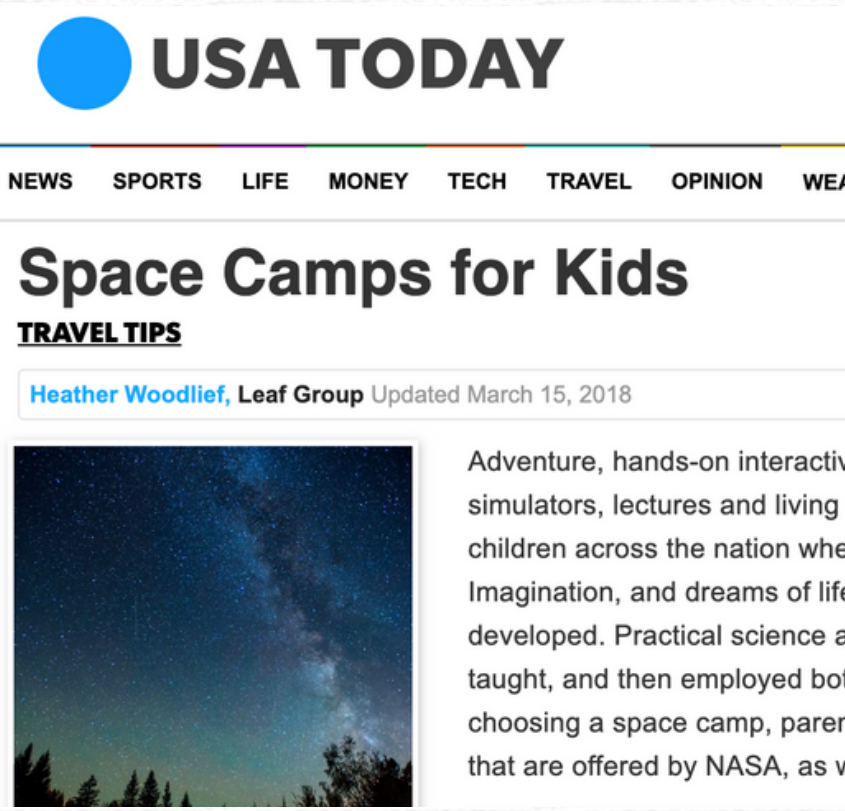 USA TODAY
NEWS SPORTS LIFE MONEY TECH TRAVEL OPINION
Space Camps for Kids
TRAVEL TIPS
Heather Woodlief, Leaf Group Updated March 15, 2018
Adventure, hands-on
simulators, lectures and living
children across the nation
Imagination, and dreams of
developed. Practical science
taught, and then employed
choosing a space camp,
that are offered by NASA, as